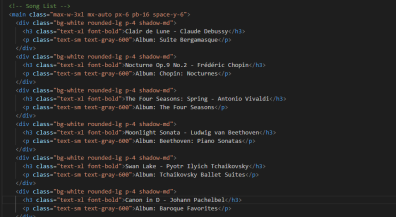 <!-- Song List -->
<main class="max-w-3xl mx-auto px-6 pb-16 space-y-6">
<div class="bg-white rounded-lg p-4 shadow-md">
<h3 class="text-xl font-bold">Clair de Lune - Claude Debussy</h3>
<p class="text-sm text-gray-600">Album: Suite Bergamasque</p>
</div>
<div class="bg-white rounded-lg p-4 shadow-md">
<h3 class="text-xl font-bold">Nocturne Op.9 No.2 - Frédéric Chopin</h3>
<p class="text-sm text-gray-600">Album: Chopin: Nocturnes</p>
</div>
<div class="bg-white rounded-lg p-4 shadow-md">
<h3 class="text-xl font-bold">The Four Seasons: Spring - Antonio Vivaldi</h3>
<p class="text-sm text-gray-600">Album: The Four Seasons</p>
</div>
<div class="bg-white rounded-lg p-4 shadow-md">
<h3 class="text-xl font-bold">Moonlight Sonata - Ludwig van Beethoven</h3>
<p class="text-sm text-gray-600">Album: Beethoven: Piano Sonatas</p>
</div>
<div class="bg-white rounded-lg p-4 shadow-md">
<h3 class="text-xl font-bold">Swan Lake - Pyotr Ilyich Tchaikovsky</h3>
<p class="text-sm text-gray-600">Album: Tchaikovsky Ballet Suites</p>
</div>
<div class="bg-white rounded-lg p-4 shadow-md">
<h3 class="text-xl font-bold">Canon in D - Johann Pachelbel</h3>
<p class="text-sm text-gray-600">Album: Baroque Favorites</p>
</div>